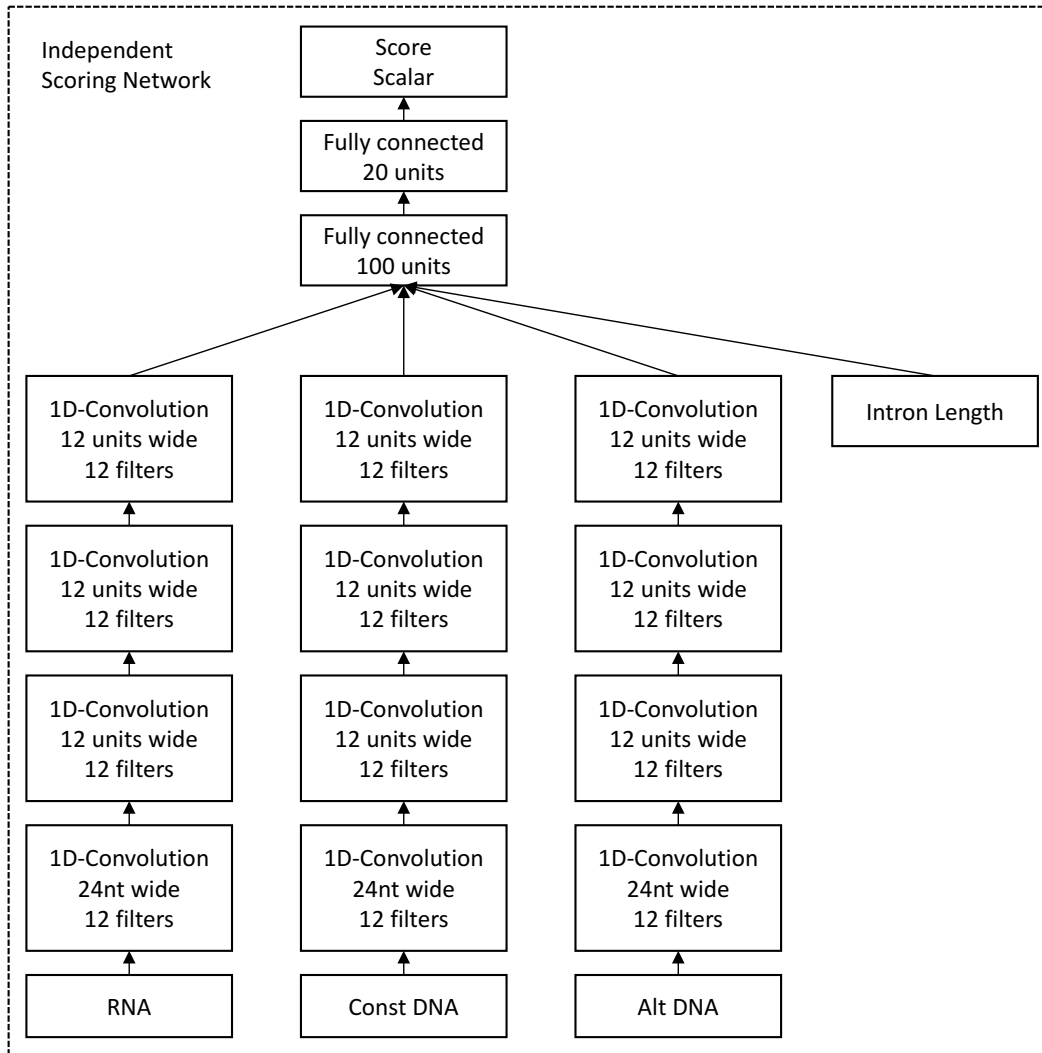 Independent
Scoring Network
Score
Scalar
Fully connected
20 units
Fully connected
100 units
1D-Convolution
12 units wide
12 filters
1D-Convolution
12 units wide
12 filters
1D-Convolution
12 units wide
12 filters
Intron Length
1D-Convolution
12 units wide
12 filters
1D-Convolution
12 units wide
12 filters
1D-Convolution
12 units wide
12 filters
1D-Convolution
12 units wide
12 filters
1D-Convolution
12 units wide
12 filters
1D-Convolution
12 units wide
12 filters
1D-Convolution
24nt wide
12 filters
1D-Convolution
24nt wide
12 filters
1D-Convolution
24nt wide
12 filters
RNA
Const DNA
Alt DNA